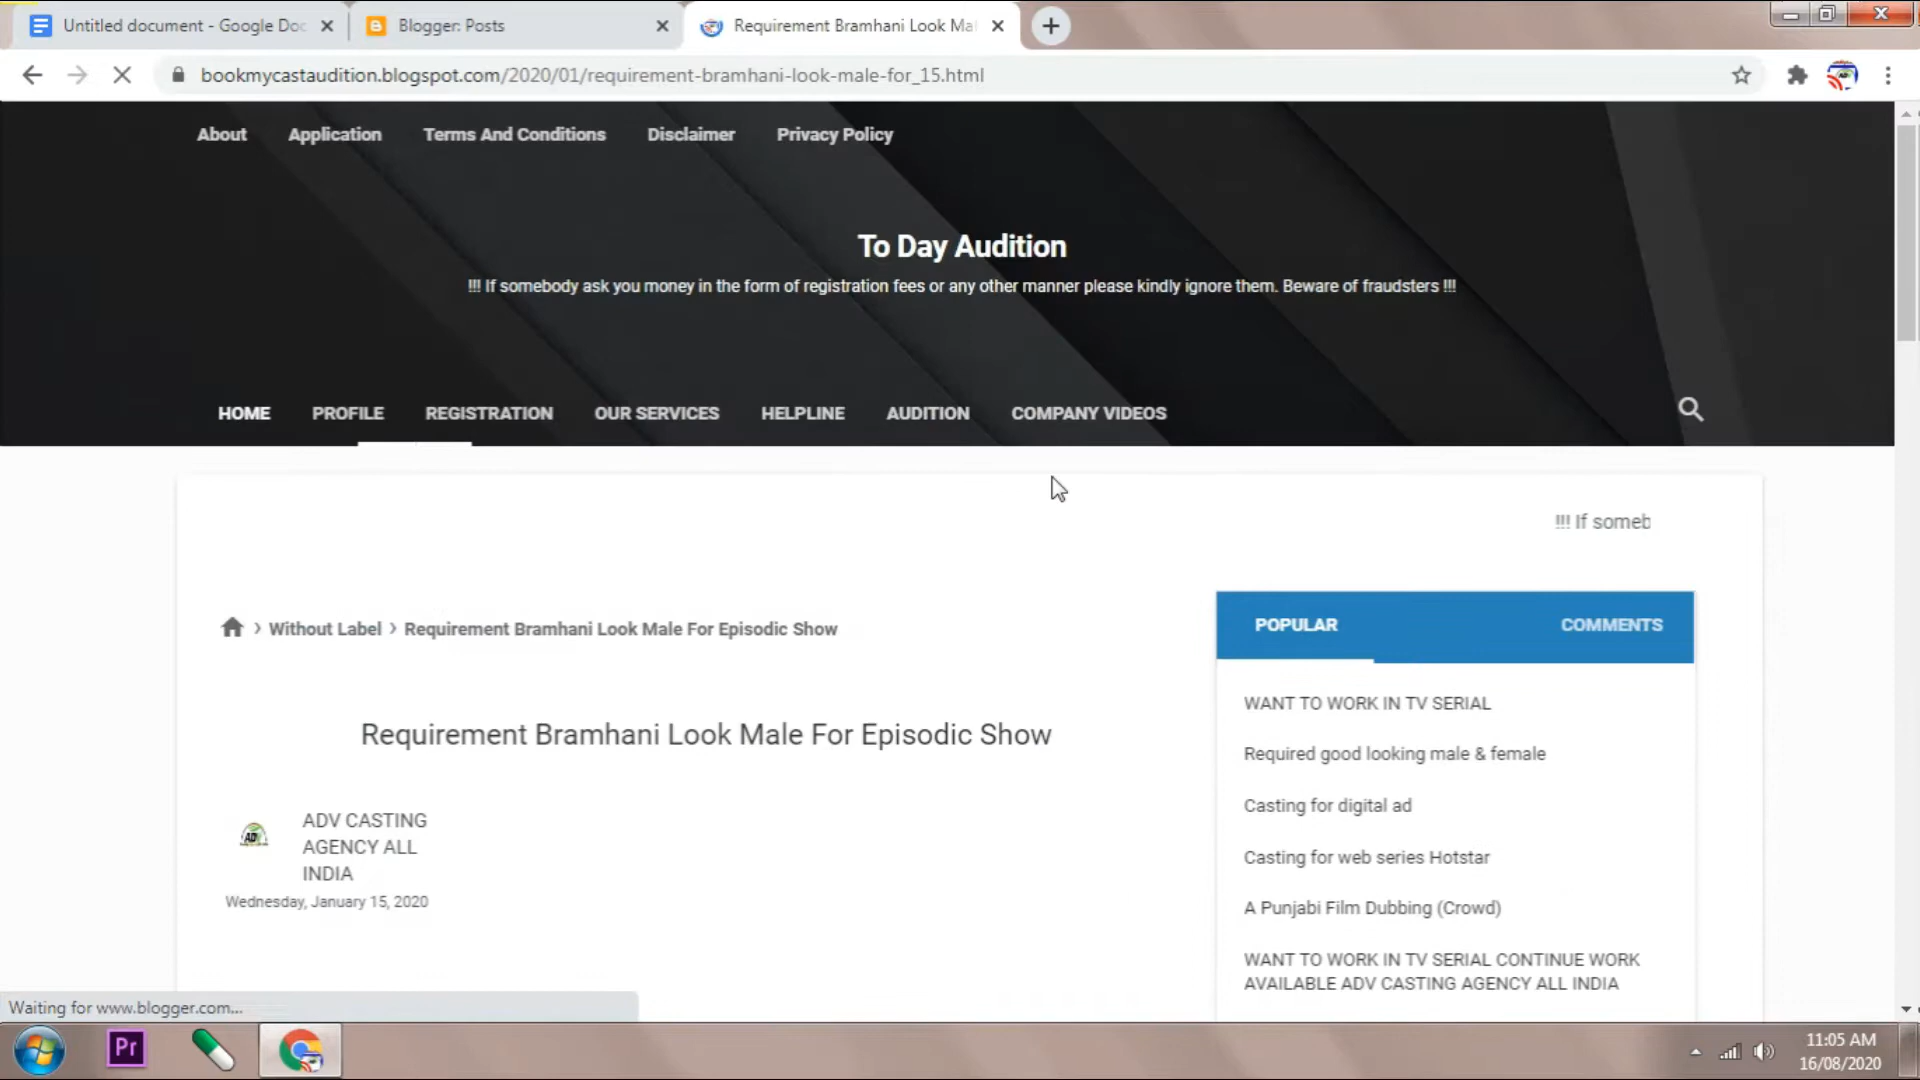 Untitled document - Google Doc
Blogger: Posts
Requirement Bramhani Look Ma
bookmycastaudition.blogspot.com/2020/01/requirement-bramhani-look-male-for_15.html
About Application Terms And Conditions Disclaimer Privacy Policy
To Day Audition
!!! If somebody ask you money in the form of registration fees or any other manner please kindly ignore them. Beware of fraudsters !!!
HOME PROFILE REGISTRATION OUR SERVICES HELPLINE AUDITION COMPANY VIDEOS
!!! If someb
Without Label › Requirement Bramhani Look Male For Episodic Show
Requirement Bramhani Look Male For Episodic Show
ADV CASTING
AGENCY ALL
INDIA
Wednesday, January 15, 2020
POPULAR COMMENTS
WANT TO WORK IN TV SERIAL
Required good looking male & female
Casting for digital ad
Casting for web series Hotstar
A Punjabi Film Dubbing (Crowd)
WANT TO WORK IN TV SERIAL CONTINUE WORK
AVAILABLE ADV CASTING AGENCY ALL INDIA
Waiting for www.blogger.com...
Pr
11:05 AM
16/08/2020